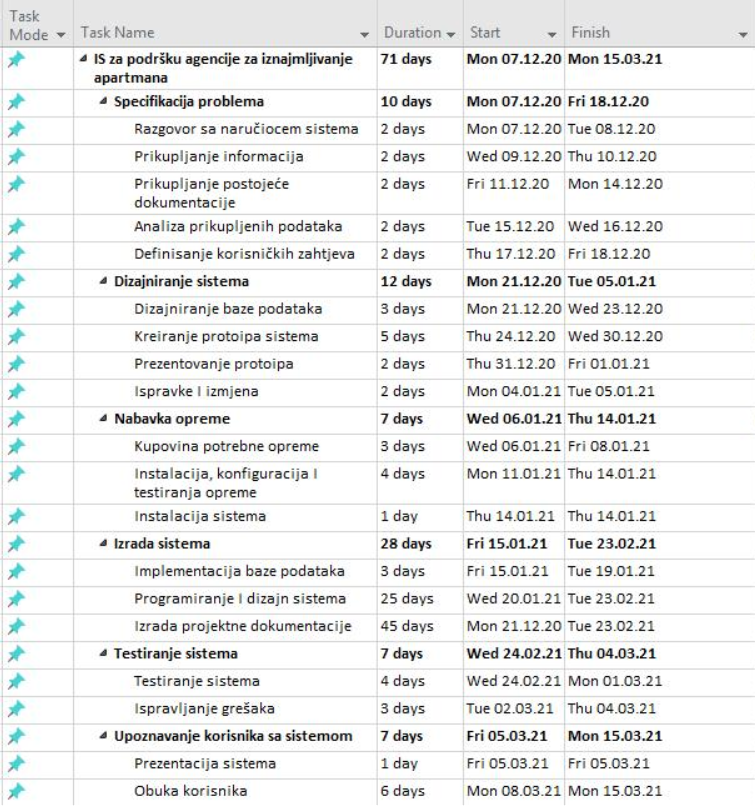 Task Mode Task Name Duration Start Finish
IS za podršku agencije za iznajmljivanje apartmana 71 days Mon 07.12.20 Mon 15.03.21
Specifikacija problema 10 days Mon 07.12.20 Fri 18.12.20
Razgovor sa naručiocem sistema 2 days Mon 07.12.20 Tue 08.12.20
Prikupljanje informacija 2 days Wed 09.12.20 Thu 10.12.20
Prikupljanje postojeće dokumentacije 2 days Fri 11.12.20 Mon 14.12.20
Analiza prikupljenih podataka 2 days Tue 15.12.20 Wed 16.12.20
Definisanje korisničkih zahtjeva 2 days Thu 17.12.20 Fri 18.12.20
Dizajniranje sistema 12 days Mon 21.12.20 Tue 05.01.21
Dizajniranje baze podataka 3 days Mon 21.12.20 Wed 23.12.20
Kreiranje protoipa sistema 5 days Thu 24.12.20 Wed 30.12.20
Prezentovanje protoipa 2 days Thu 31.12.20 Fri 01.01.21
Ispravke I izmjena 2 days Mon 04.01.21 Tue 05.01.21
Nabavka opreme 7 days Wed 06.01.21 Thu 14.01.21
Kupovina potrebne opreme 3 days Wed 06.01.21 Fri 08.01.21
Instalacija, konfiguracija I testiranja opreme 4 days Mon 11.01.21 Thu 14.01.21
Instalacija sistema 1 day Thu 14.01.21 Thu 14.01.21
Izrada sistema 28 days Fri 15.01.21 Tue 23.02.21
Implementacija baze podataka 3 days Fri 15.01.21 Tue 19.01.21
Programiranje I dizajn sistema 25 days Wed 20.01.21 Tue 23.02.21
Izrada projektne dokumentacije 45 days Mon 21.12.20 Tue 23.02.21
Testiranje sistema 7 days Wed 24.02.21 Thu 04.03.21
Testiranje sistema 4 days Wed 24.02.21 Mon 01.03.21
Ispravljanje grešaka 3 days Tue 02.03.21 Thu 04.03.21
Upoznavanje korisnika sa sistemom 7 days Fri 05.03.21 Mon 15.03.21
Prezentacija sistema 1 day Fri 05.03.21 Fri 05.03.21
Obuka korisnika 6 days Mon 08.03.21 Mon 15.03.21